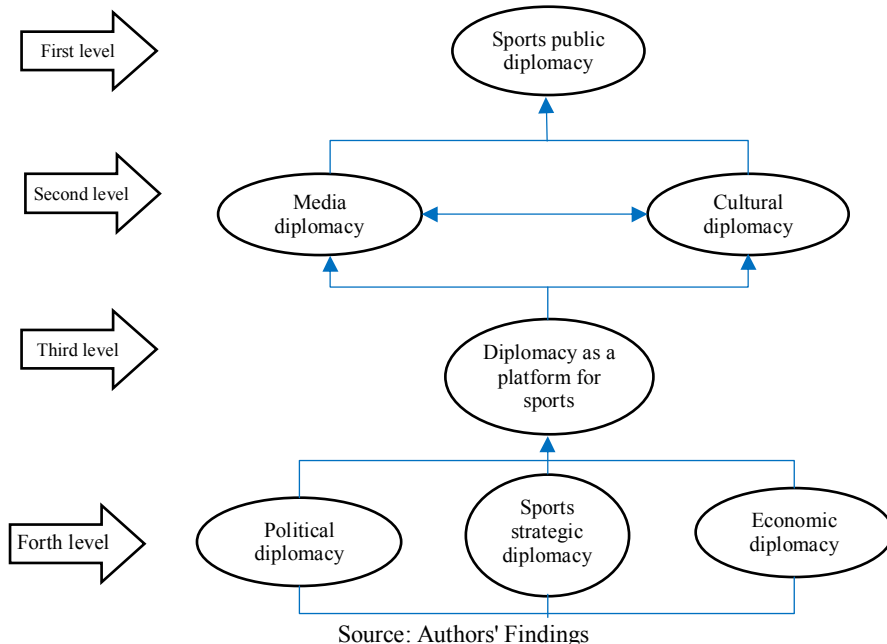 First level
Sports public
diplomacy
Second level
Media
diplomacy
Cultural
diplomacy
Third level
Diplomacy as a
platform for
sports
Forth level
Political
diplomacy
Sports
strategic
diplomacy
Economic
diplomacy
Source: Authors' Findings